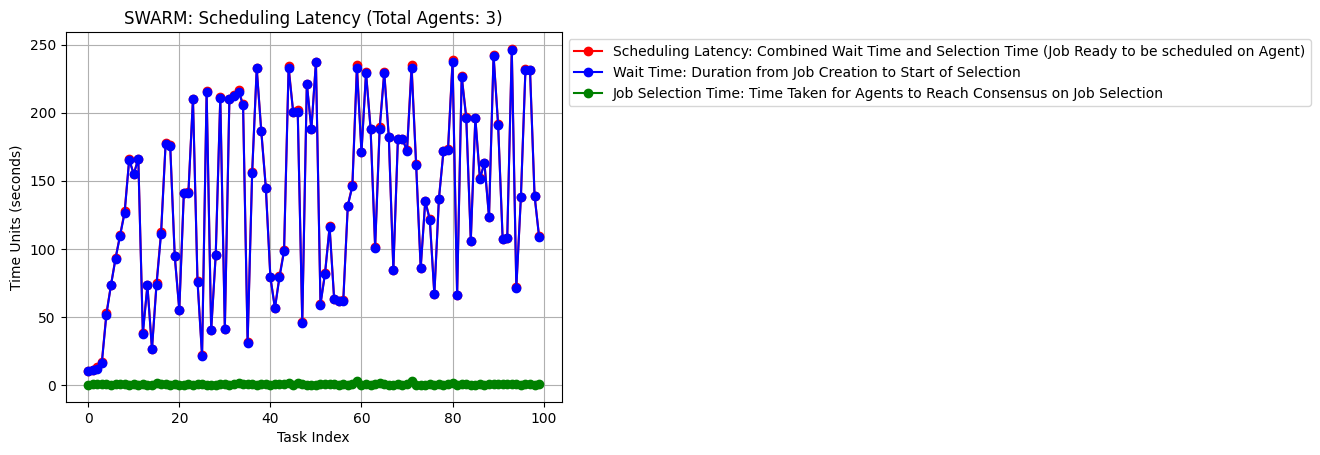 SWARM: Scheduling Latency (Total Agents: 3)
Scheduling Latency: Combined Wait Time and Selection Time (Job Ready to be scheduled on Agent)
Wait Time: Duration from Job Creation to Start of Selection
Job Selection Time: Time Taken for Agents to Reach Consensus on Job Selection
Time Units (seconds)
250
200
150
100
50
0
0 20 40 60 80 100
Task Index